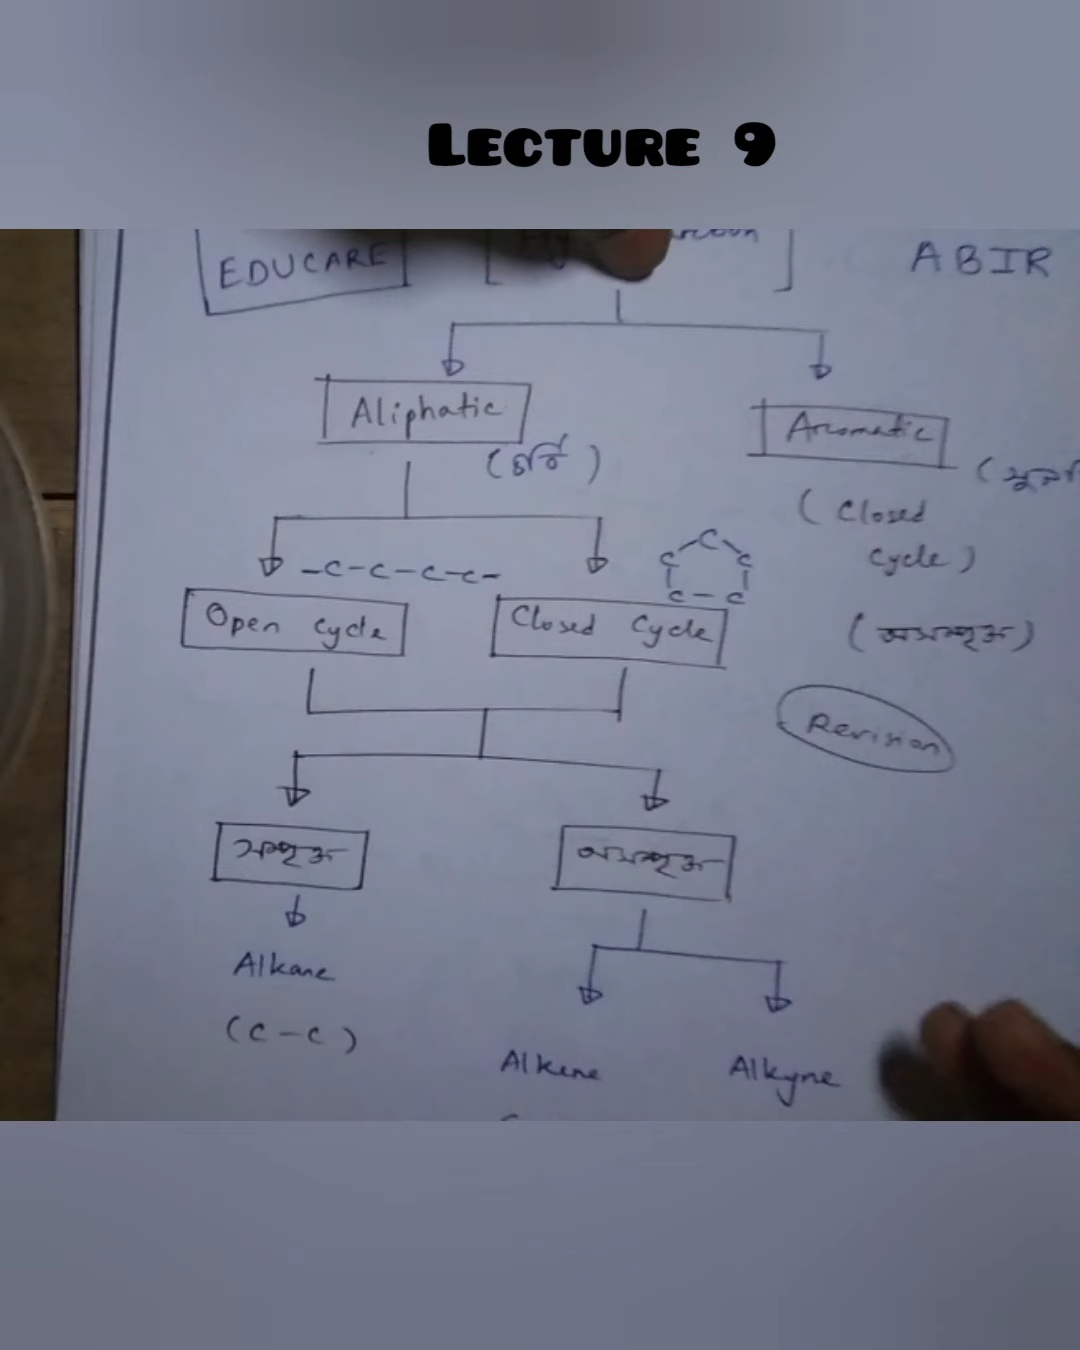 LECTURE 9
EDUCARE
ABIR
Aliphatic
(চর্বি)
Aromatic
(Closed
Cycle)
(অসম্পৃক্ত)
-C-C-C-C-
C
C C
C - C
Open Cycle
Closed Cycle
Revision
সম্পৃক্ত
অসম্পৃক্ত
Alkane
(C-C)
Alkene
Alkyne